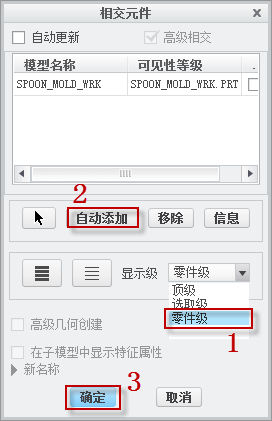 相交元件
自动更新 高级相交
模型名称 可见性等级
SPOON_MOLD_WRK SPOON_MOLD_WRK.PRT
2
自动添加 移除 信息
显示级 零件级
顶级
选取级
零件级
1
高级几何创建
在子模型中显示特征属性
新名称
3
确定 取消